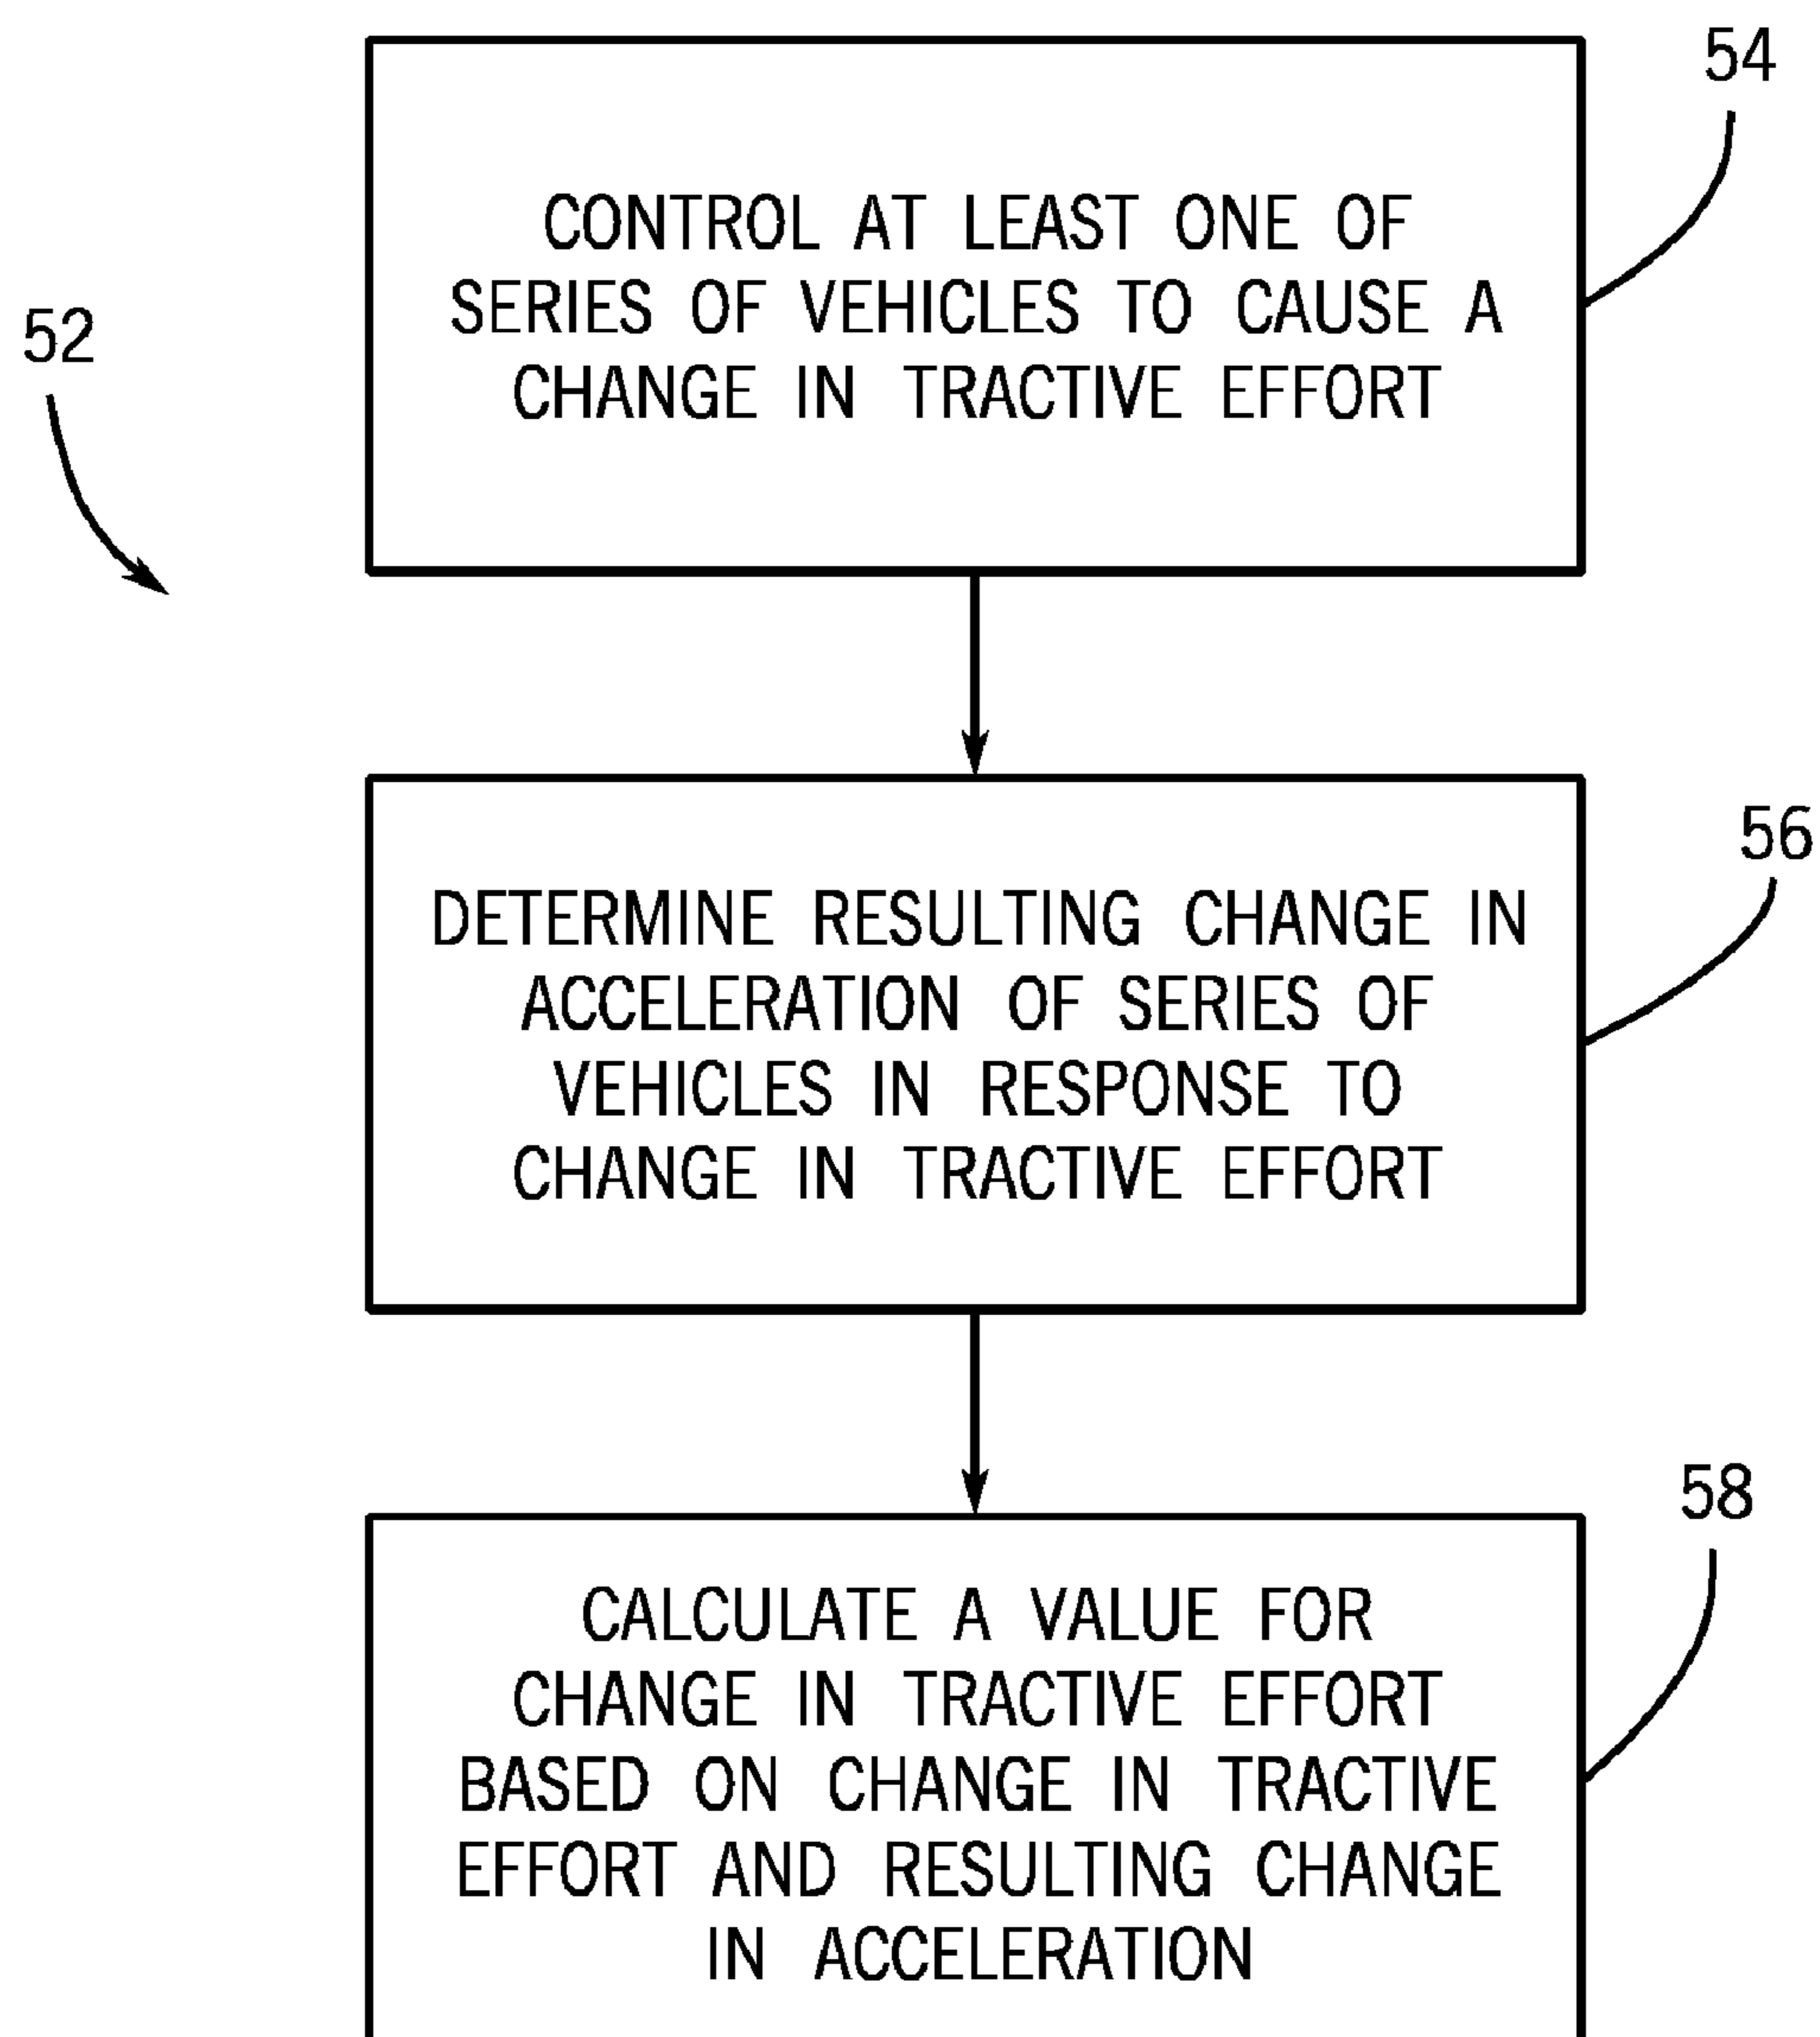 54
CONTROL AT LEAST ONE OF
SERIES OF VEHICLES TO CAUSE A
CHANGE IN TRACTIVE EFFORT
52
56
DETERMINE RESULTING CHANGE IN
ACCELERATION OF SERIES OF
VEHICLES IN RESPONSE TO
CHANGE IN TRACTIVE EFFORT
58
CALCULATE A VALUE FOR
CHANGE IN TRACTIVE EFFORT
BASED ON CHANGE IN TRACTIVE
EFFORT AND RESULTING CHANGE
IN ACCELERATION